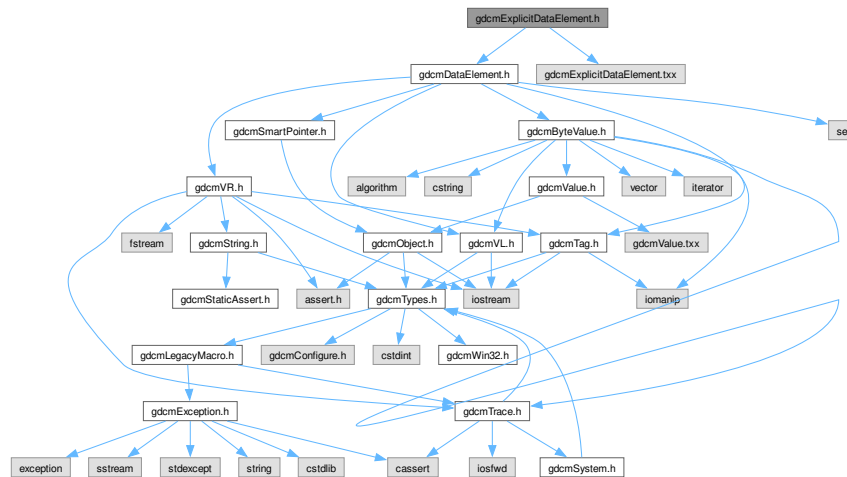 gdcmExplicitDataElement.h
gdcmDataElement.h
gdcmExplicitDataElement.txx
gdcmSmartPointer.h
gdcmByteValue.h
se
gdcmVR.h
algorithm
cstring
gdcmValue.h
vector
iterator
fstream
gdcmString.h
gdcmObject.h
gdcmVL.h
gdcmTag.h
gdcmValue.txx
gdcmStaticAssert.h
assert.h
gdcmTypes.h
iostream
iomanip
gdcmLegacyMacro.h
gdcmConfigure.h
cstdint
gdcmWin32.h
gdcmException.h
gdcmTrace.h
exception
sstream
stdexcept
string
cstdlib
cassert
iosfwd
gdcmSystem.h